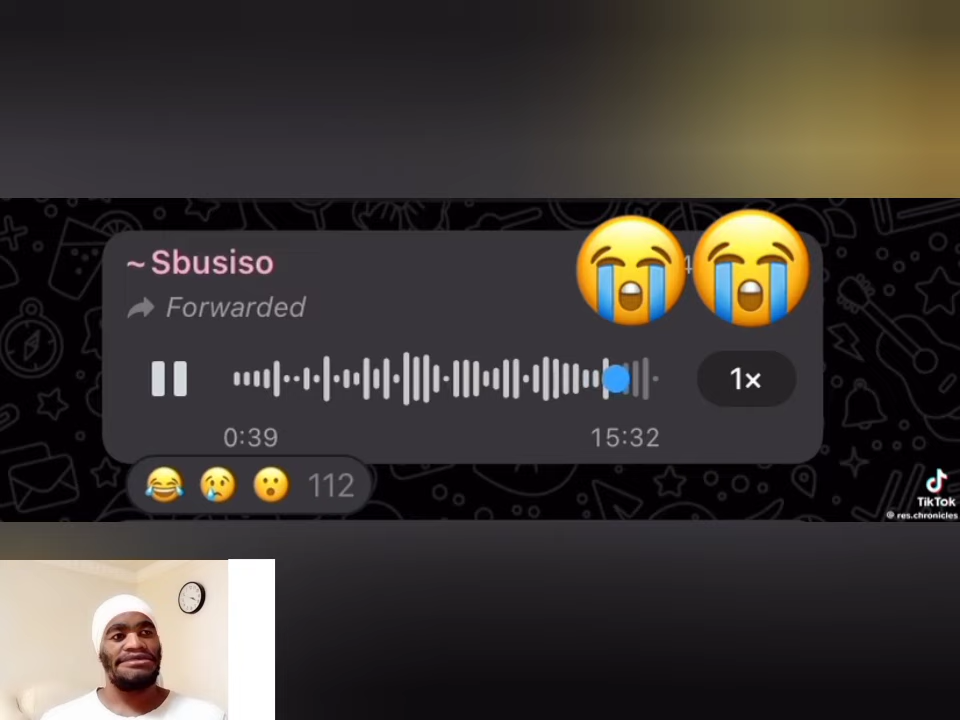 ~ Sbusiso
Forwarded
1×
0:39
15:32
112
TikTok
@ res.chronicles